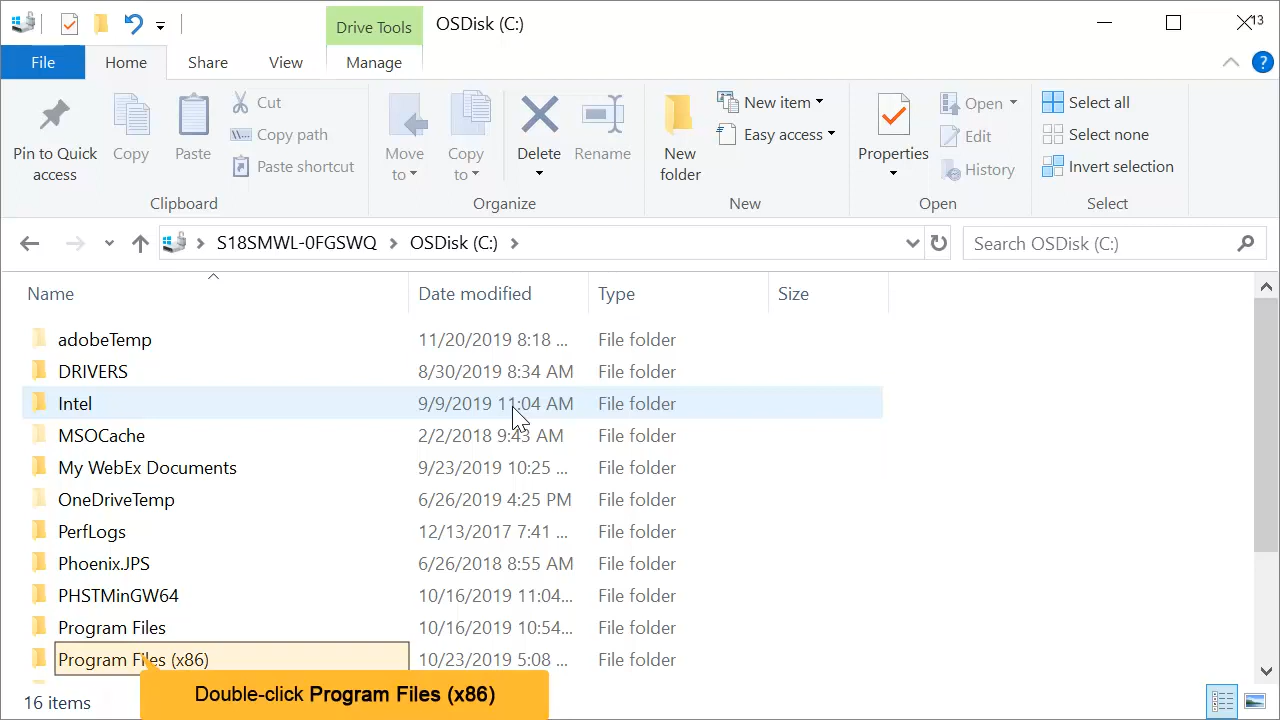 Drive Tools
OSDisk (C:)
13
File
Home
Share
View
Manage
?
Pin to Quick
access
Copy
Paste
Cut
Copy path
Paste shortcut
Clipboard
Move
to
Copy
to
Delete
Rename
Organize
New
folder
New item
Easy access
New
Properties
Open
Edit
History
Open
Select all
Select none
Invert selection
Select
S18SMWL-0FGSWQ
OSDisk (C:)
Search OSDisk (C:)
Name Date modified Type Size
adobeTemp 11/20/2019 8:18 ... File folder
DRIVERS 8/30/2019 8:34 AM File folder
Intel 9/9/2019 11:04 AM File folder
MSOCache 2/2/2018 9:43 AM File folder
My WebEx Documents 9/23/2019 10:25 ... File folder
OneDriveTemp 6/26/2019 4:25 PM File folder
PerfLogs 12/13/2017 7:41 ... File folder
Phoenix.JPS 6/26/2018 8:55 AM File folder
PHSTMinGW64 10/16/2019 11:04... File folder
Program Files 10/16/2019 10:54... File folder
Program Files (x86) 10/23/2019 5:08 ... File folder
Double-click Program Files (x86)
16 items